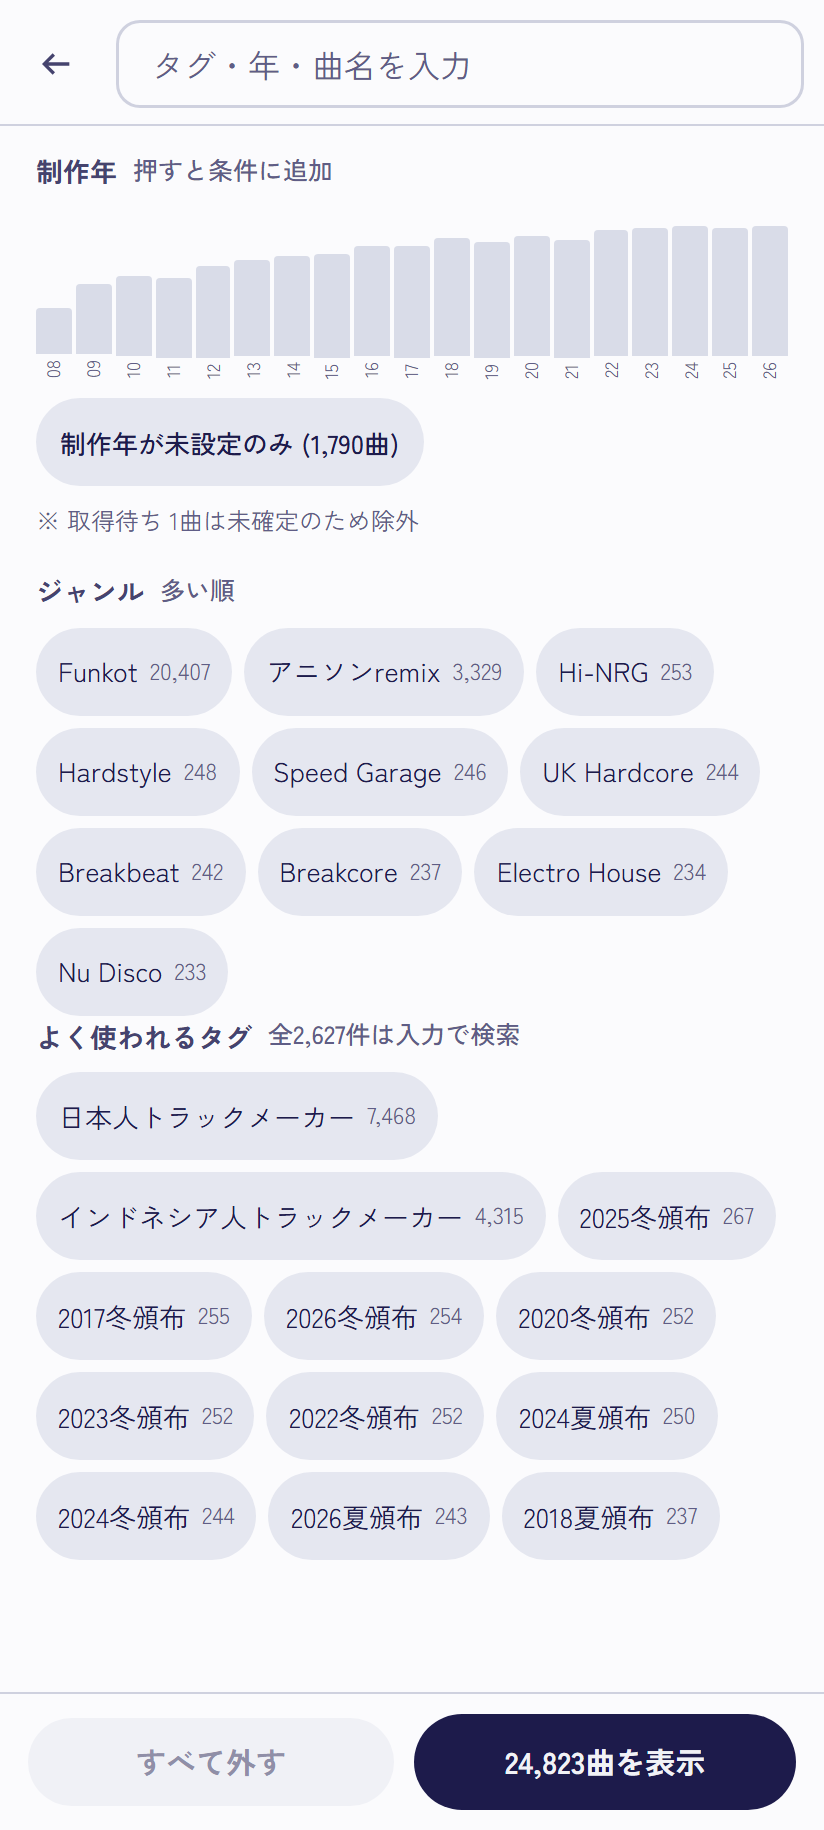 タグ・年・曲名を入力
制作年 押すと条件に追加
08 09 10 11 12 13 14 15 16 17 18 19 20 21 22 23 24 25 26
制作年が未設定のみ (1,790曲)
※ 取得待ち 1曲は未確定のため除外
ジャンル 多い順
Funkot 20,407 アニソンremix 3,329 Hi-NRG 253
Hardstyle 248 Speed Garage 246 UK Hardcore 244
Breakbeat 242 Breakcore 237 Electro House 234
Nu Disco 233
よく使われるタグ 全2,627件は入力で検索
日本人トラックメーカー 7,468
インドネシア人トラックメーカー 4,315 2025冬頒布 267
2017冬頒布 255 2026冬頒布 254 2020冬頒布 252
2023冬頒布 252 2022冬頒布 252 2024夏頒布 250
2024冬頒布 244 2026夏頒布 243 2018夏頒布 237
すべて外す 24,823曲を表示